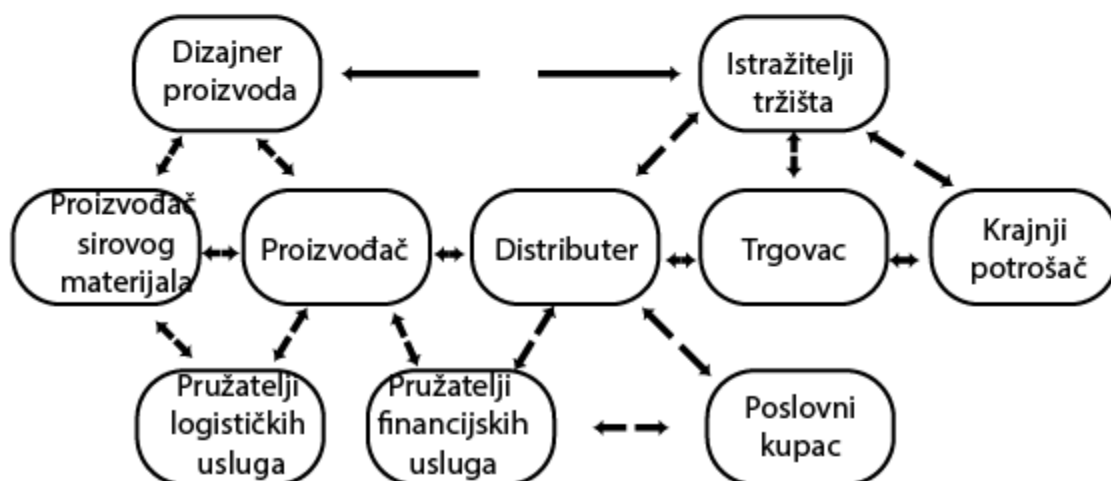 Dizajner
proizvoda
Istražitelji
tržišta
Proizvođač
sirovog
materijala
Proizvođač
Distributer
Trgovac
Krajnji
potrošač
Pružatelji
logističkih
usluga
Pružatelji
financijskih
usluga
Poslovni
kupac